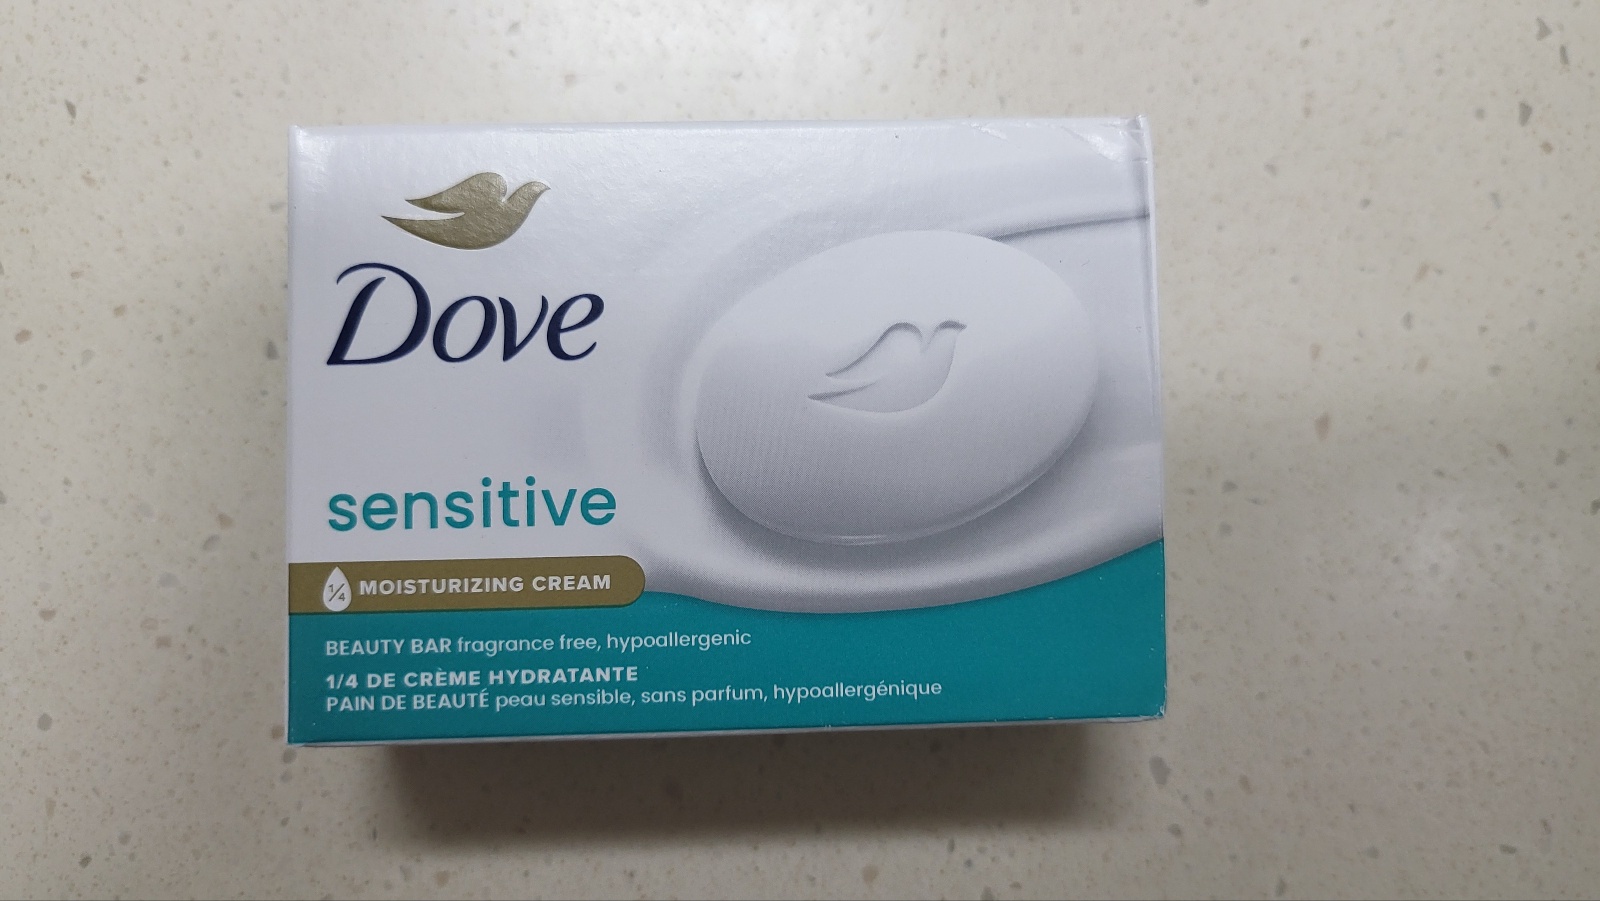 Dove
sensitive
1/4 MOISTURIZING CREAM
BEAUTY BAR fragrance free, hypoallergenic
1/4 DE CRÈME HYDRATANTE
PAIN DE BEAUTÉ peau sensible, sans parfum, hypoallergénique